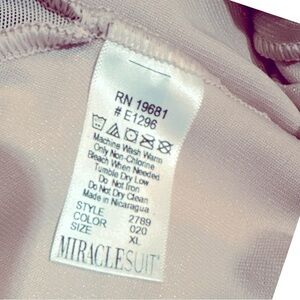 RN 19681
# E1296
Machine Wash Warm
Only Non-Chlorine
Bleach When Needed
Tumble Dry Low
Do Not Iron
Do Not Dry Clean
Made in Nicaragua
STYLE 2789
COLOR 020
SIZE XL
MIRACLESUIT